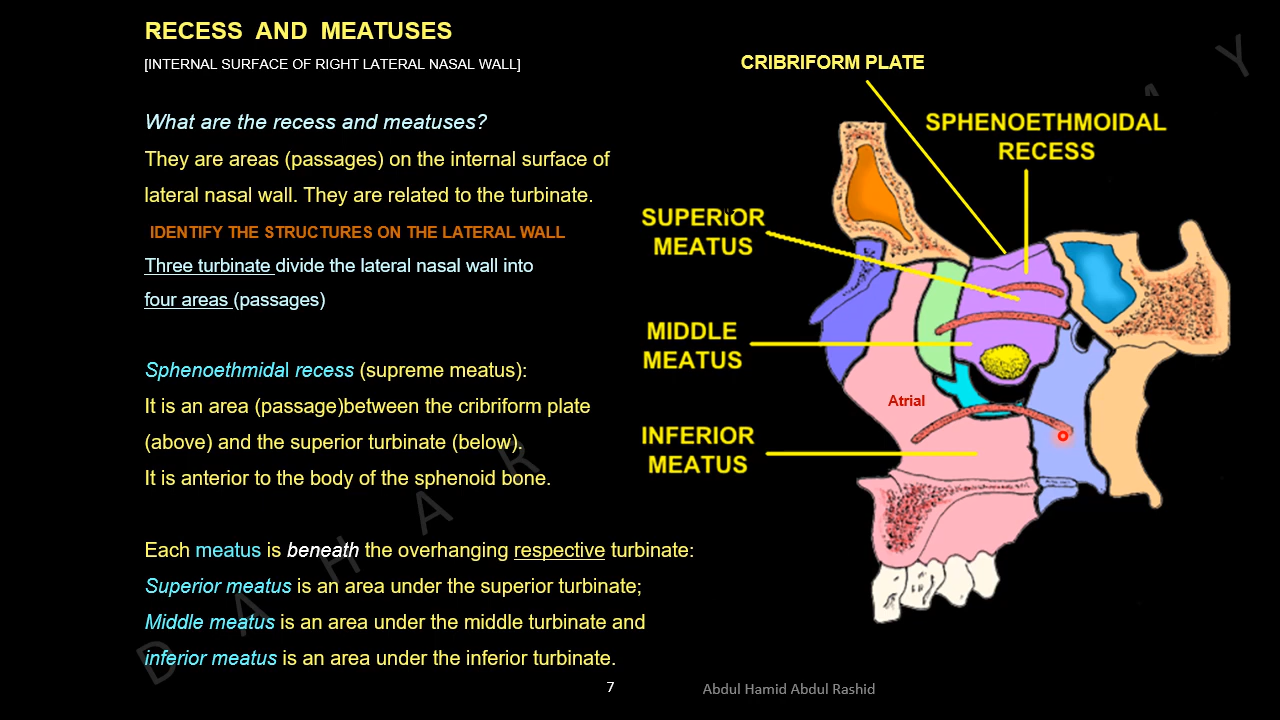 RECESS AND MEATUSES
[INTERNAL SURFACE OF RIGHT LATERAL NASAL WALL]
What are the recess and meatuses?
They are areas (passages) on the internal surface of
lateral nasal wall. They are related to the turbinate.
IDENTIFY THE STRUCTURES ON THE LATERAL WALL
Three turbinate divide the lateral nasal wall into
four areas (passages)
Sphenoethmidal recess (supreme meatus):
It is an area (passage)between the cribriform plate
(above) and the superior turbinate (below).
It is anterior to the body of the sphenoid bone.
Each meatus is beneath the overhanging respective turbinate:
Superior meatus is an area under the superior turbinate;
Middle meatus is an area under the middle turbinate and
inferior meatus is an area under the inferior turbinate.
CRIBRIFORM PLATE
SPHENOETHMOIDAL
RECESS
SUPERIOR
MEATUS
MIDDLE
MEATUS
Atrial
INFERIOR
MEATUS
7
Abdul Hamid Abdul Rashid